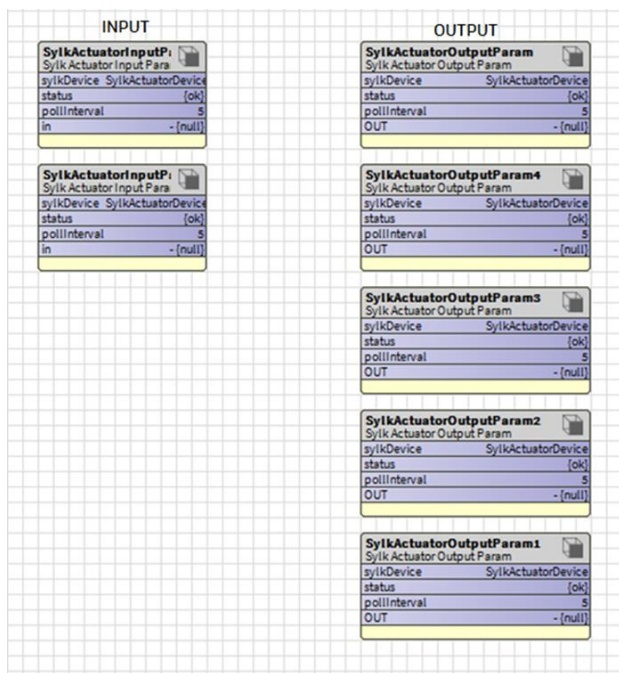 INPUT
SylkActuatorInputP
Sylk Actuator Input Para
sylkDevice SylkActuatorDevice
status {ok}
pollInterval 5
in - {null}
SylkActuatorInputP
Sylk Actuator Input Para
sylkDevice SylkActuatorDevice
status {ok}
pollInterval 5
in - {null}
OUTPUT
SylkActuatorOutputParam
Sylk Actuator Output Param
sylkDevice SylkActuatorDevice
status {ok}
pollInterval 5
OUT - {null}
SylkActuatorOutputParam4
Sylk Actuator Output Param
sylkDevice SylkActuatorDevice
status {ok}
pollInterval 5
OUT - {null}
SylkActuatorOutputParam3
Sylk Actuator Output Param
sylkDevice SylkActuatorDevice
status {ok}
pollInterval 5
OUT - {null}
SylkActuatorOutputParam2
Sylk Actuator Output Param
sylkDevice SylkActuatorDevice
status {ok}
pollInterval 5
OUT - {null}
SylkActuatorOutputParam1
Sylk Actuator Output Param
sylkDevice SylkActuatorDevice
status {ok}
pollInterval 5
OUT - {null}